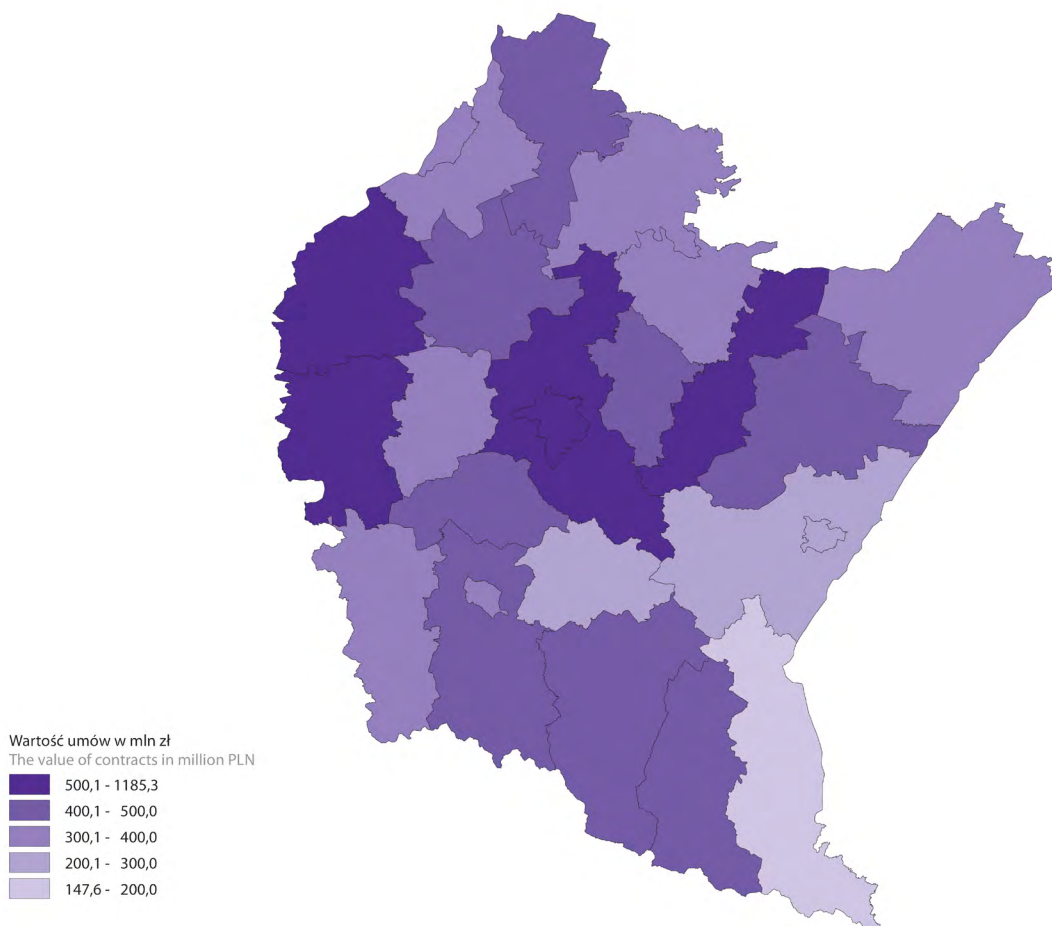 Wartość umów w mln zł
The value of contracts in million PLN
500,1 - 1185,3
400,1 - 500,0
300,1 - 400,0
200,1 - 300,0
147,6 - 200,0